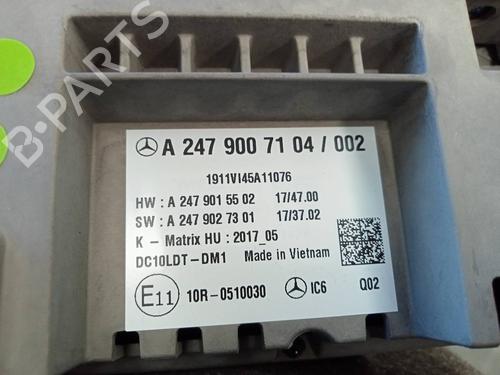 B-PARTS
A 247 900 71 04 / 002
1911VI45A11076
HW : A 247 901 55 02 17/47.00
SW : A 247 902 73 01 17/37.02
K - Matrix HU : 2017_05
DC10LDT-DM1 Made in Vietnam
E11 10R-0510030 IC6 Q02